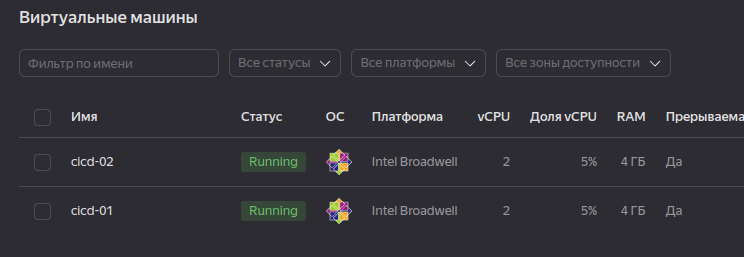 Виртуальные машины
Фильтр по имени Все статусы Все платформы Все зоны доступности
Имя Статус ОС Платформа vCPU Доля vCPU RAM Прерываема
cicd-02 Running Intel Broadwell 2 5% 4 ГБ Да
cicd-01 Running Intel Broadwell 2 5% 4 ГБ Да